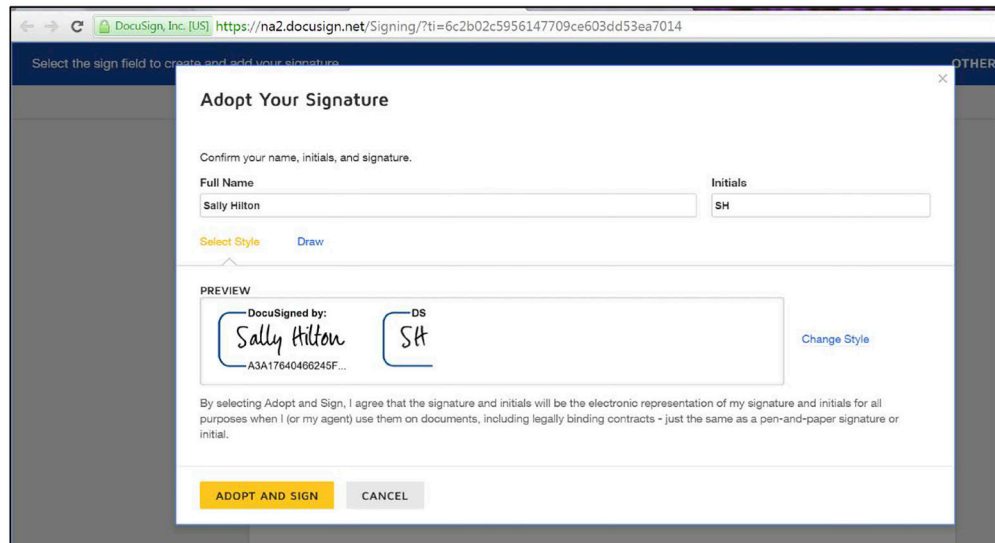 DocuSign, Inc. [US] https://na2.docusign.net/Signing/?ti=6c2b02c5956147709ce603dd53ea7014
Select the sign field to create and add your signature OTHER
Adopt Your Signature
Confirm your name, initials, and signature.
Full Name Initials
Sally Hilton SH
Select Style Draw
PREVIEW
DocuSigned by: DS
Sally Hilton SH
A3A17640466245F...
Change Style
By selecting Adopt and Sign, I agree that the signature and initials will be the electronic representation of my signature and initials for all
purposes when I (or my agent) use them on documents, including legally binding contracts - just the same as a pen-and-paper signature or
initial.
ADOPT AND SIGN CANCEL